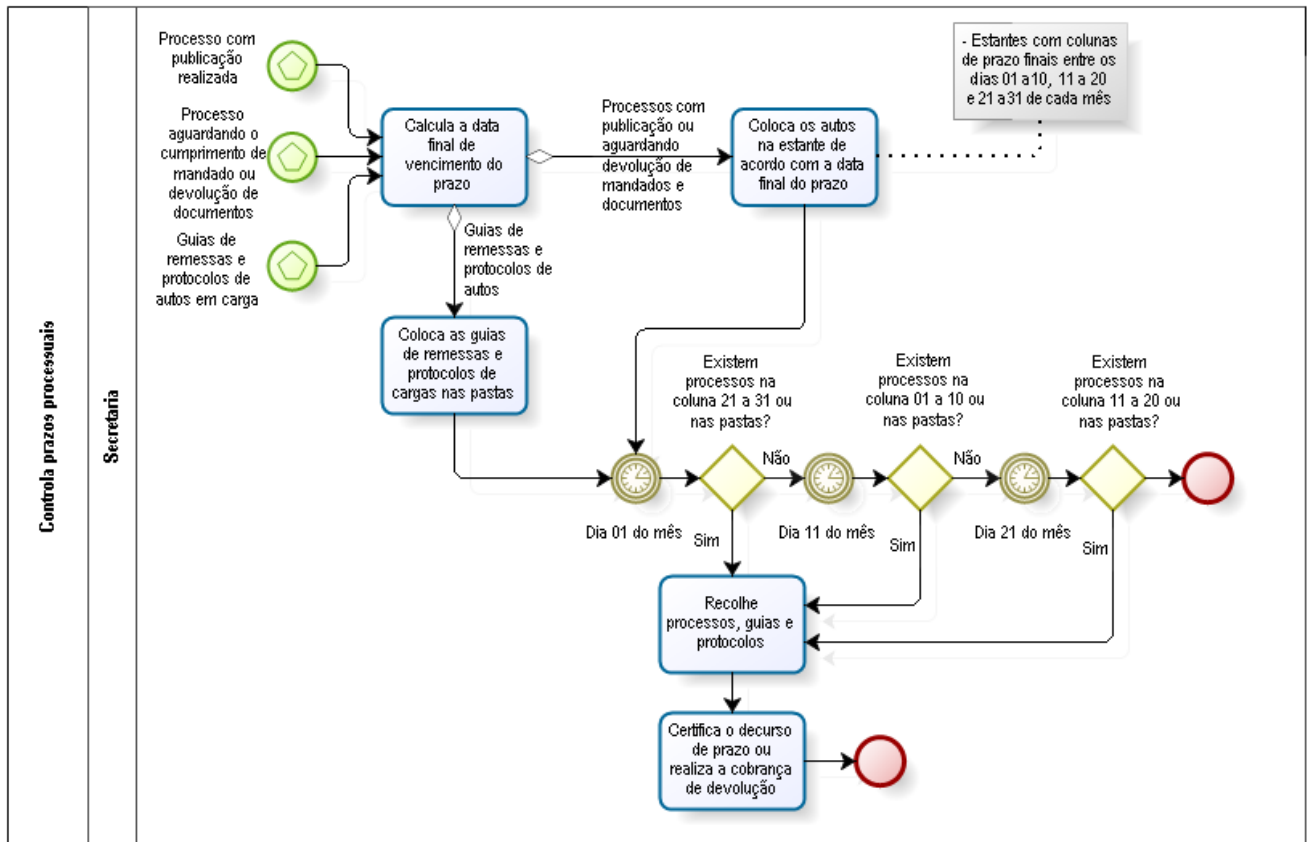 Controla prazos processuais
Secretaria
Processo com
publicação
realizada
Processo
aguardando o
cumprimento de
mandado ou
devolução de
documentos
Guias de
remessas e
protocolos de
autos em carga
Calcula a data
final de
vencimento do
prazo
Processos com
publicação ou
aguardando
devolução de
mandados e
documentos
Coloca os autos
na estante de
acordo com a data
final do prazo
- Estantes com colunas
de prazo finais entre os
dias 01 a 10, 11 a 20
e 21 a 31 de cada mês
Guias de
remessas e
protocolos de
autos
Coloca as guias
de remessas e
protocolos de
cargas nas pastas
Existem
processos na
coluna 21 a 31 ou
nas pastas?
Existem
processos na
coluna 01 a 10 ou
nas pastas?
Existem
processos na
coluna 11 a 20 ou
nas pastas?
Não
Não
Dia 01 do mês
Sim
Dia 11 do mês
Sim
Dia 21 do mês
Sim
Recolhe
processos, guias e
protocolos
Certifica o decurso
de prazo ou
realiza a cobrança
de devolução